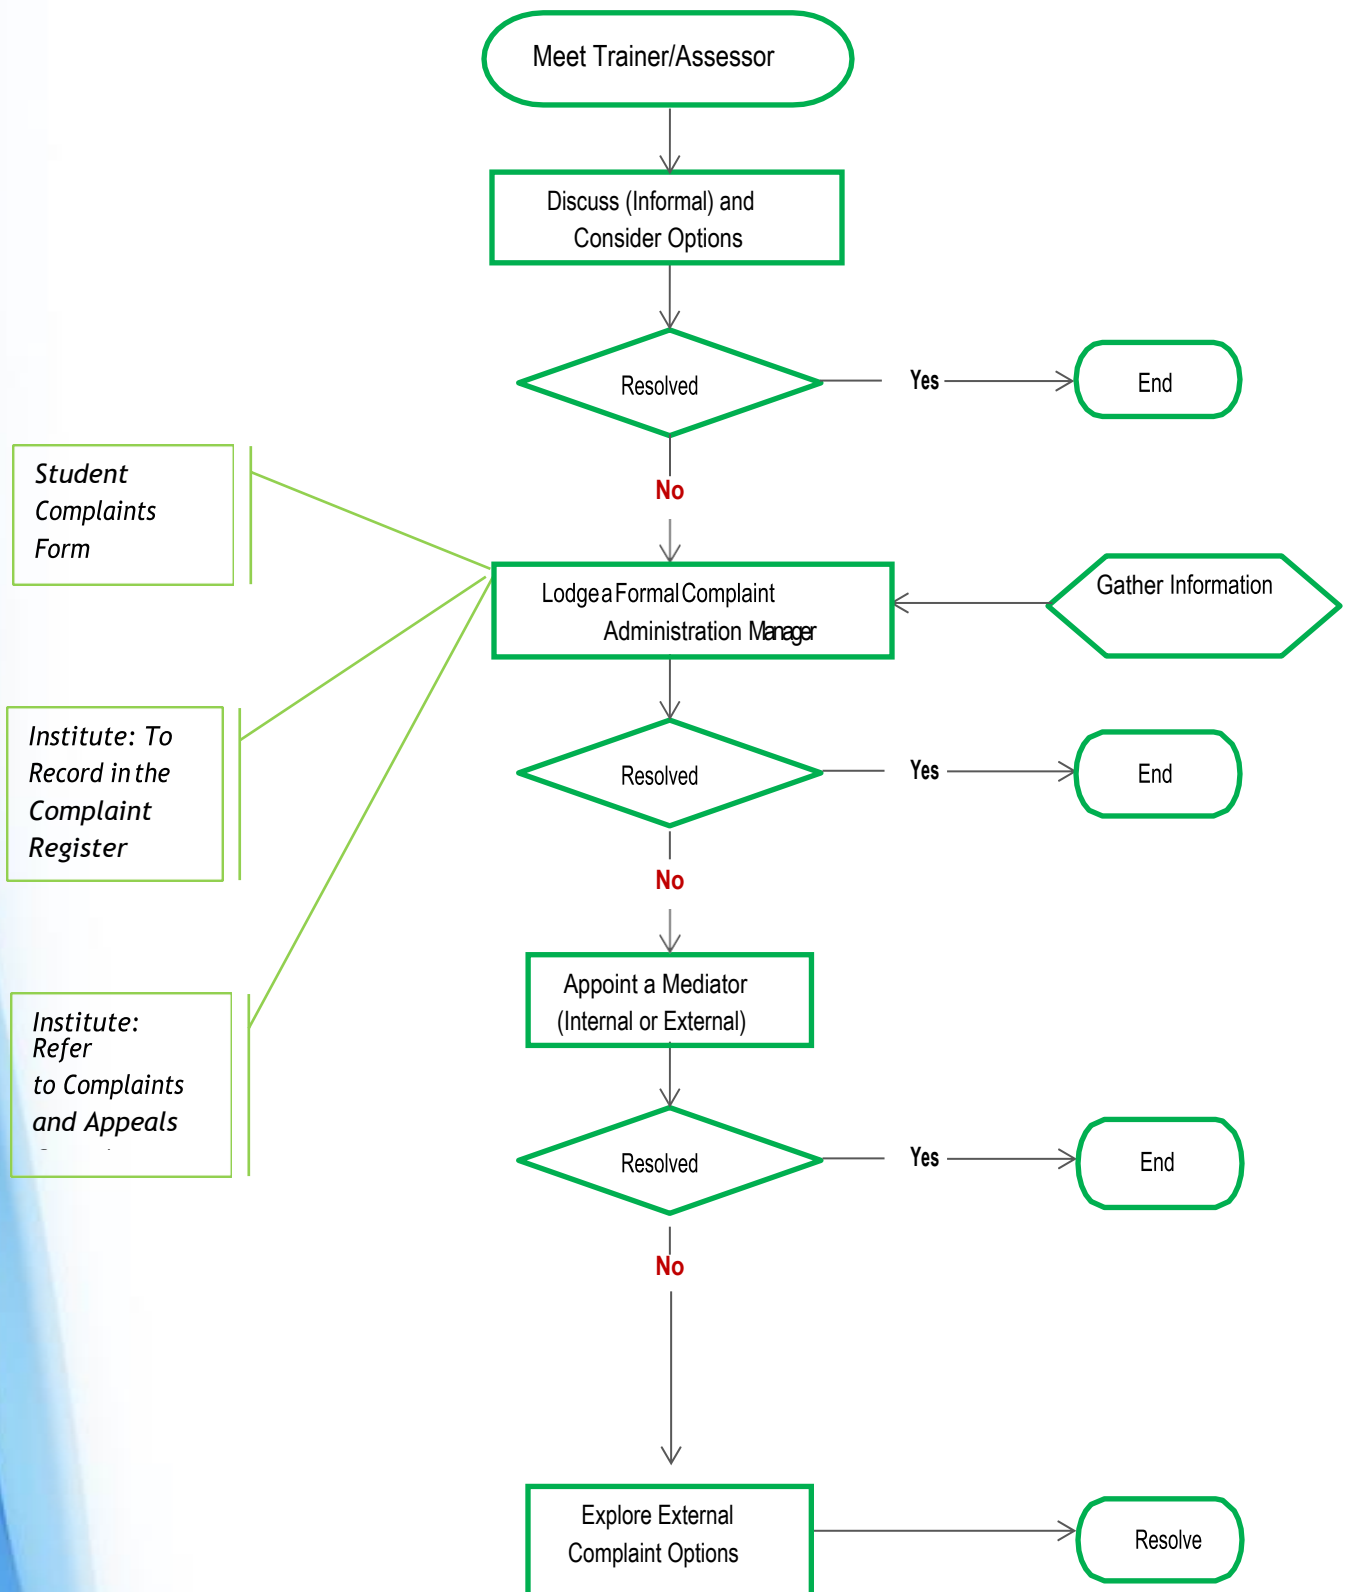 Meet Trainer/Assessor
Discuss (Informal) and
Consider Options
Resolved
Yes
End
No
Student
Complaints
Form
Lodge a Formal Complaint
Administration Manager
Gather Information
Institute: To
Record in the
Complaint
Register
Resolved
Yes
End
No
Appoint a Mediator
(Internal or External)
Institute:
Refer
to Complaints
and Appeals
Resolved
Yes
End
No
Explore External
Complaint Options
Resolve